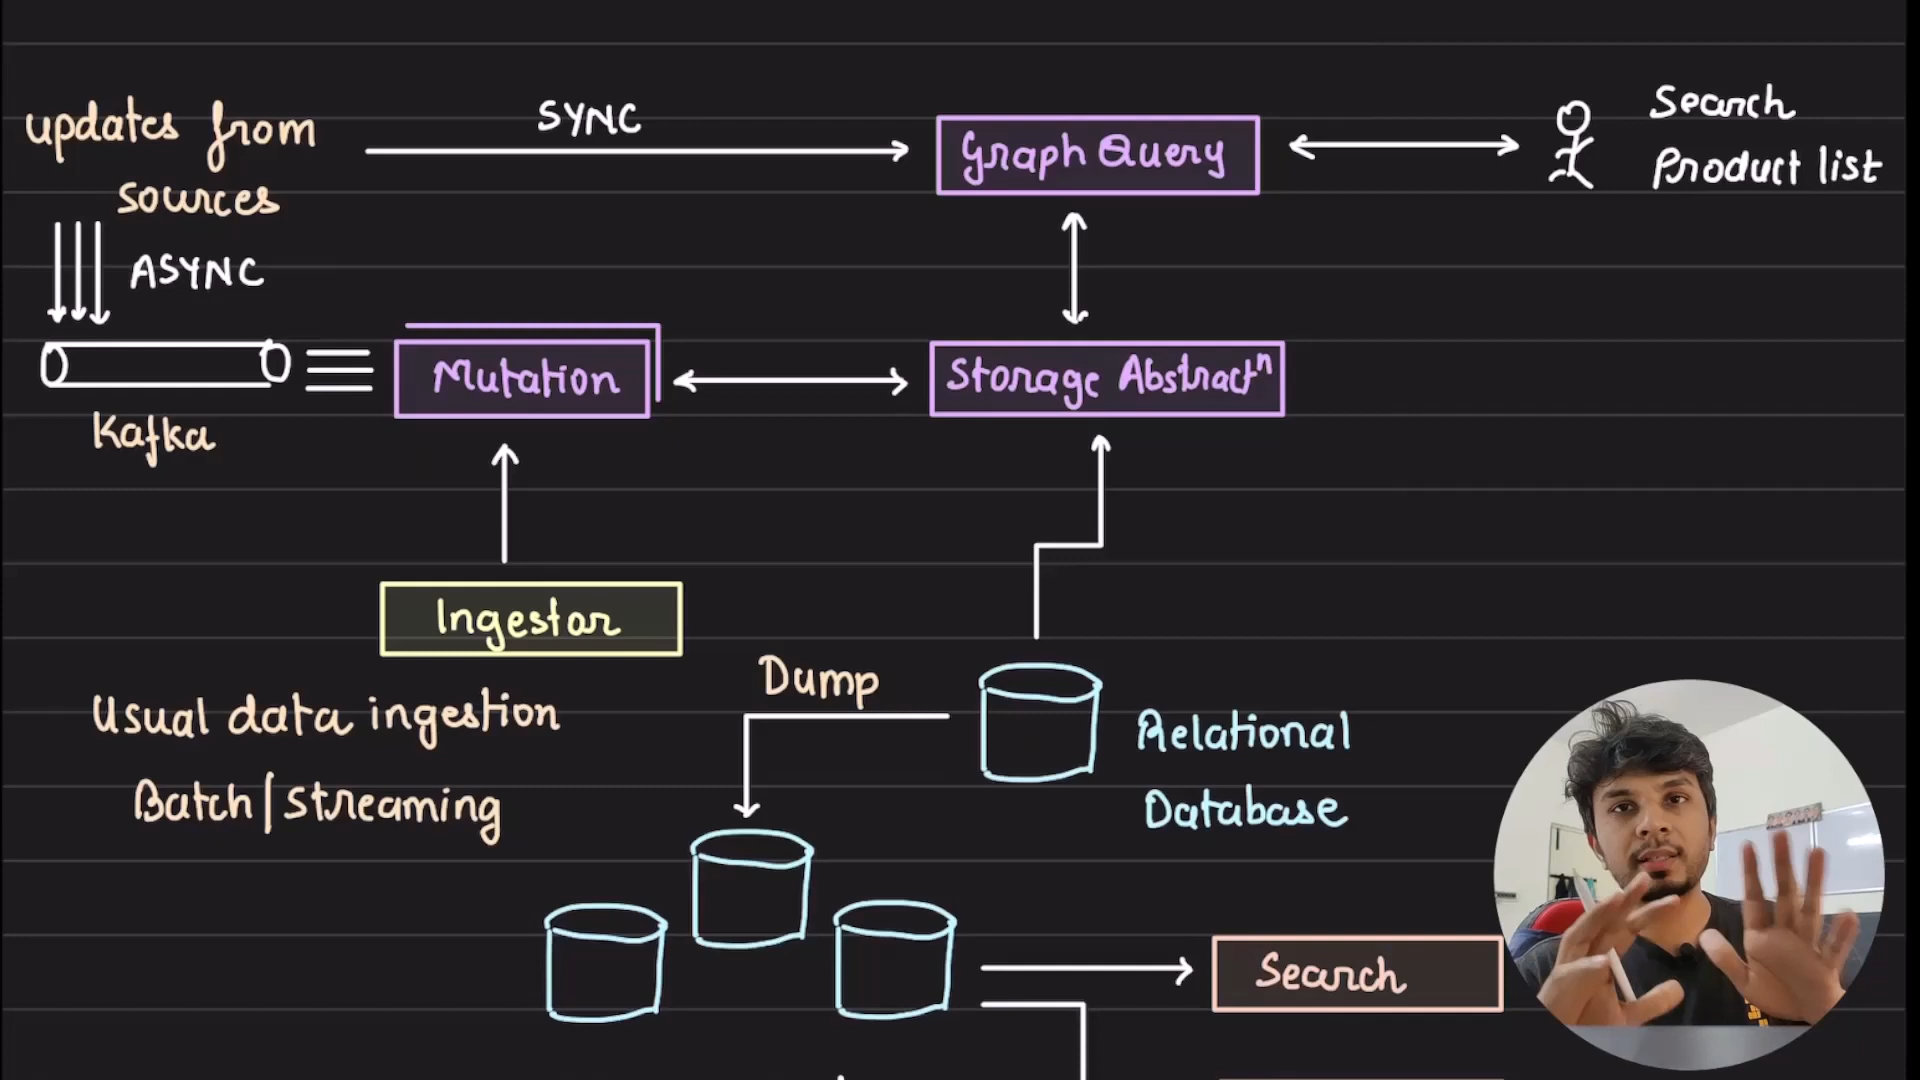 updates from
sources
SYNC
Graph Query
Search
Product list
ASYNC
Mutation
Storage Abstractⁿ
Kafka
Ingestor
Usual data ingestion
Batch/Streaming
Dump
Relational
Database
Search